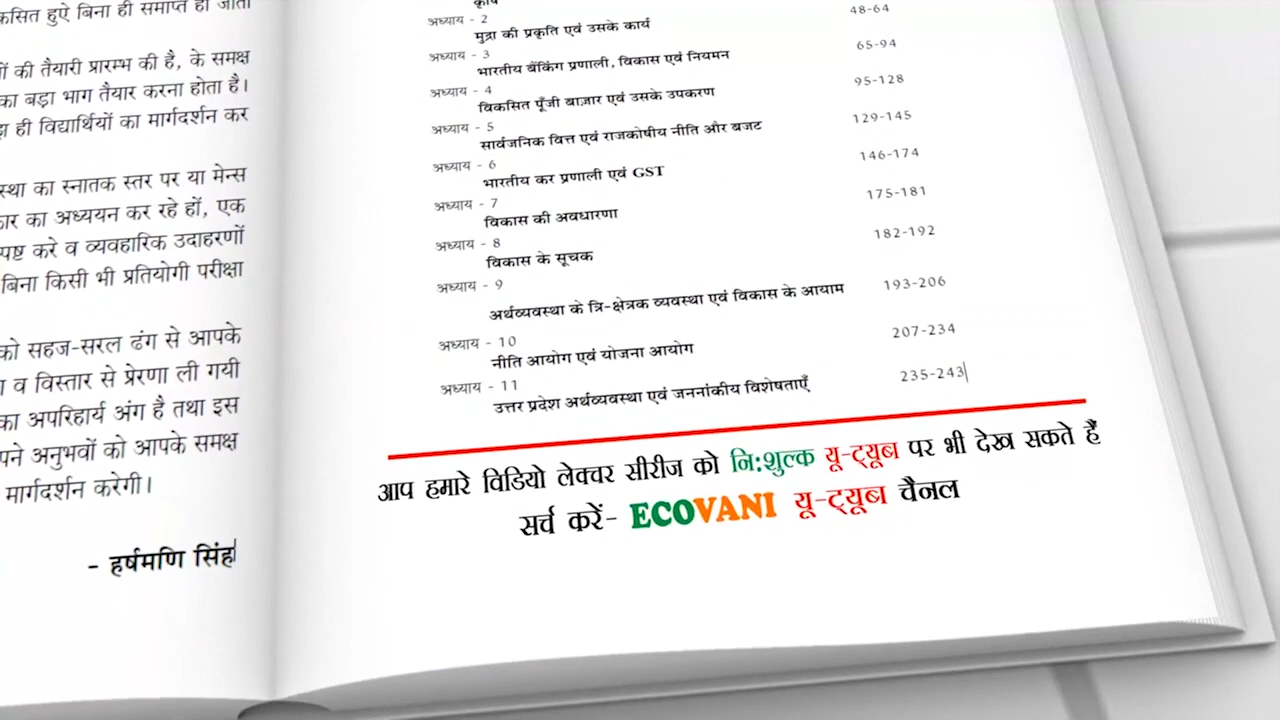 कसित हुऐ बिना ही समाप्त हो जाता
की तैयारी प्रारम्भ की है, के समक्ष
का बड़ा भाग तैयार करना होता है।
ही विद्यार्थियों का मार्गदर्शन कर
स्था का स्नातक स्तर पर या मेन्स
का अध्ययन कर रहे हों, एक
करे व व्यवहारिक उदाहरणों
बिना किसी भी प्रतियोगी परीक्षा
को सहज-सरल ढंग से आपके
व विस्तार से प्रेरणा ली गयी
का अपरिहार्य अंग है तथा इस
पने अनुभवों को आपके समक्ष
मार्गदर्शन करेगी।
- हर्षमणि सिंह
कृषि
अध्याय - 2 48-64
मुद्रा की प्रकृति एवं उसके कार्य
अध्याय - 3 65-94
भारतीय बैंकिंग प्रणाली, विकास एवं नियमन
अध्याय - 4 95-128
विकसित पूँजी बाज़ार एवं उसके उपकरण
अध्याय - 5 129-145
सार्वजनिक वित्त एवं राजकोषीय नीति और बजट
अध्याय - 6 146-174
भारतीय कर प्रणाली एवं GST
अध्याय - 7 175-181
विकास की अवधारणा
अध्याय - 8 182-192
विकास के सूचक
अध्याय - 9
अर्थव्यवस्था के त्रि-क्षेत्रक व्यवस्था एवं विकास के आयाम 193-206
अध्याय - 10 207-234
नीति आयोग एवं योजना आयोग
अध्याय - 11 235-243
उत्तर प्रदेश अर्थव्यवस्था एवं जननांकीय विशेषताएँ
आप हमारे विडियो लेक्चर सीरीज को नि:शुल्क यू-ट्यूब पर भी देख सकते हैं
सर्च करें- ECOVANI यू-ट्यूब चैनल